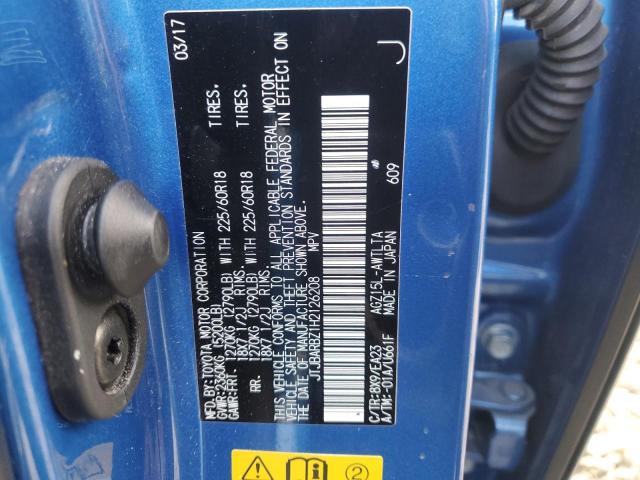 MFD.BY:TOYOTA MOTOR CORPORATION 03/17
GVWR:2360KG (5200LB)
GAWR:FRT. 1270KG (2790LB) WITH 225/60R18 TIRES.
18X7 1/2J RIMS.
RR. 1270KG (2790LB) WITH 225/60R18 TIRES.
18X7 1/2J RIMS.
THIS VEHICLE CONFORMS TO ALL APPLICABLE FEDERAL MOTOR
VEHICLE SAFETY AND THEFT PREVENTION STANDARDS IN EFFECT ON
THE DATE OF MANUFACTURE SHOWN ABOVE.
JTJBARBZ1H2126208 MPV
C/TR:8X9/EA23 AGZ15L-AWTLTA
A/TM:-01A/U661F MADE IN JAPAN 609
J
2